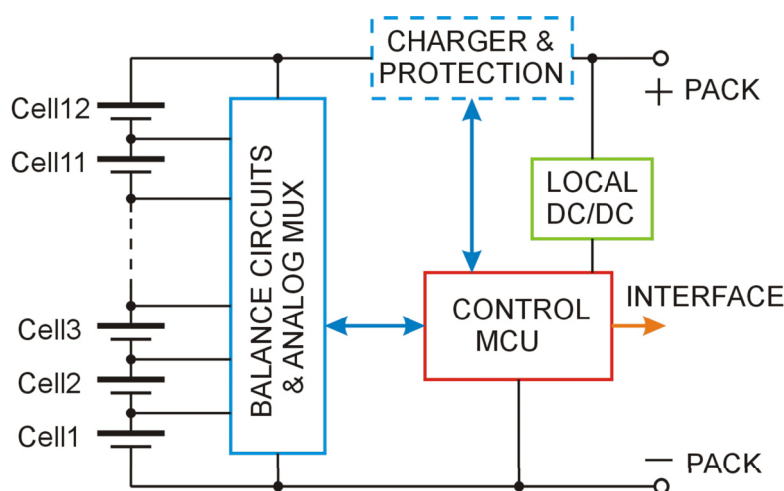 CHARGER &
PROTECTION
+ PACK
Cell12
Cell11
LOCAL
DC/DC
BALANCE CIRCUITS
& ANALOG MUX
INTERFACE
CONTROL
MCU
Cell3
Cell2
Cell1
— PACK